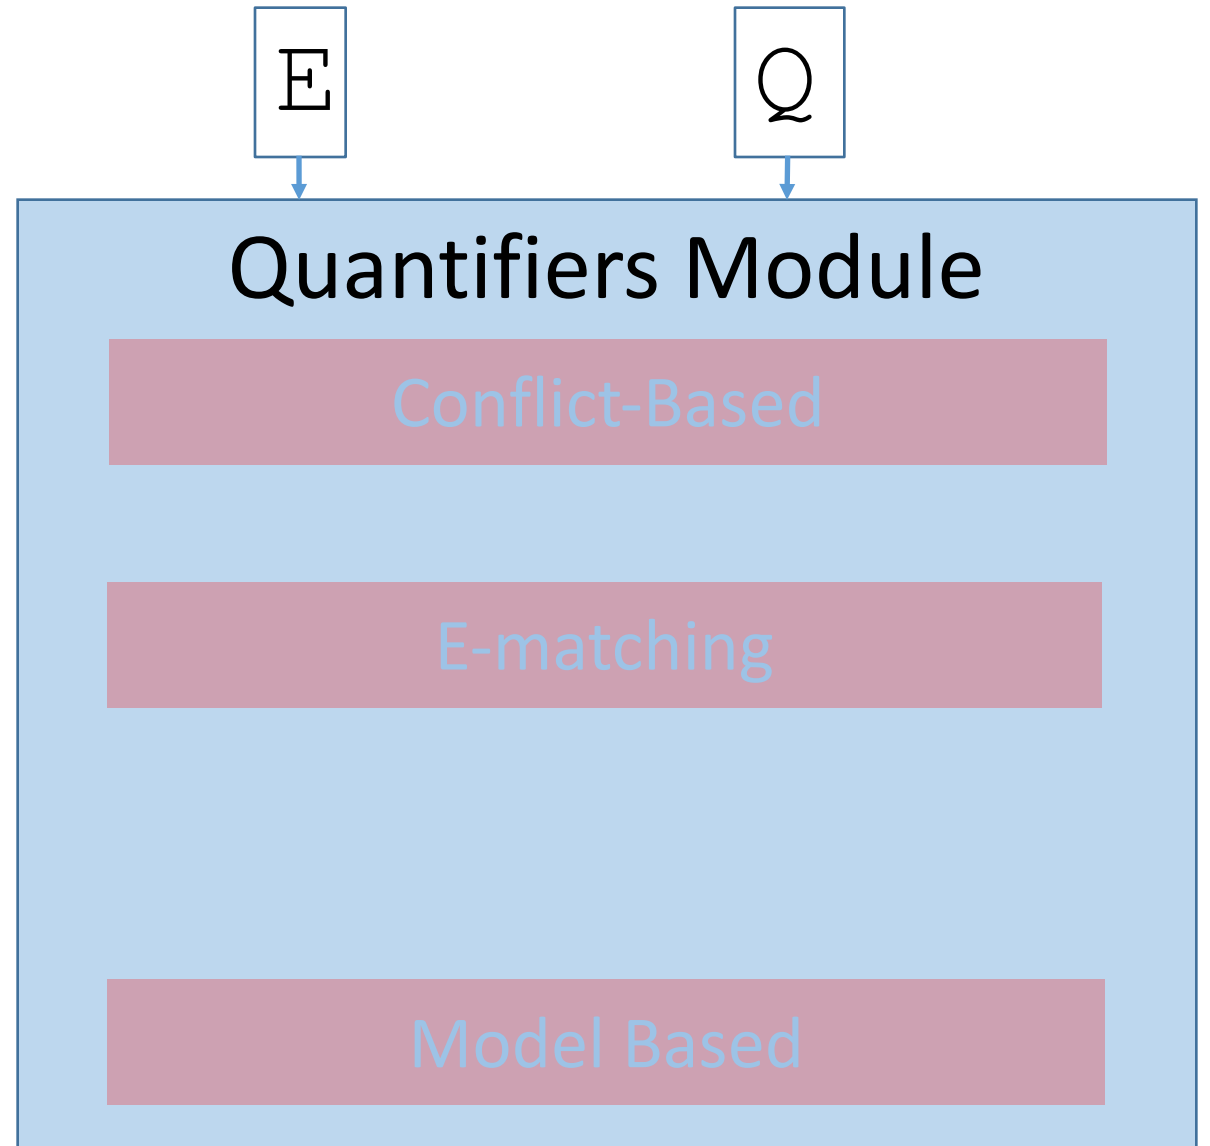 E Q
Quantifiers Module
Conflict-Based
E-matching
Model Based